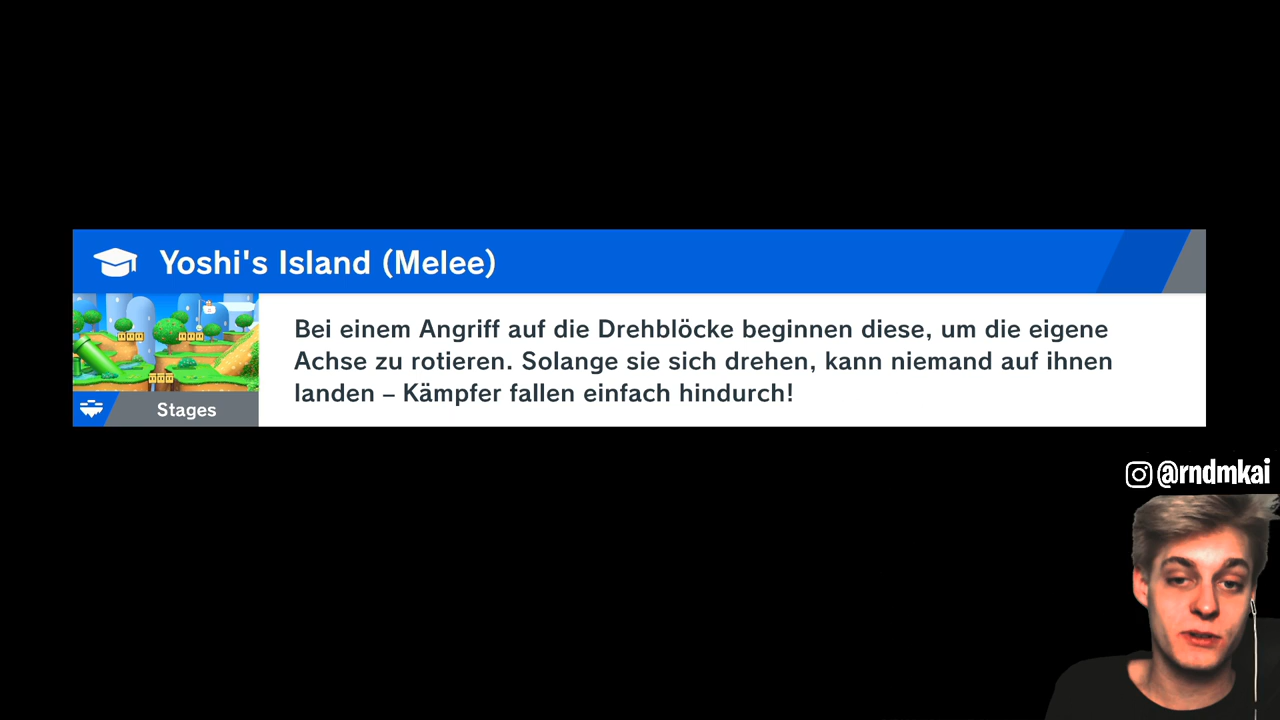 Yoshi's Island (Melee)
Bei einem Angriff auf die Drehblöcke beginnen diese, um die eigene
Achse zu rotieren. Solange sie sich drehen, kann niemand auf ihnen
landen – Kämpfer fallen einfach hindurch!
Stages
@rndmkai